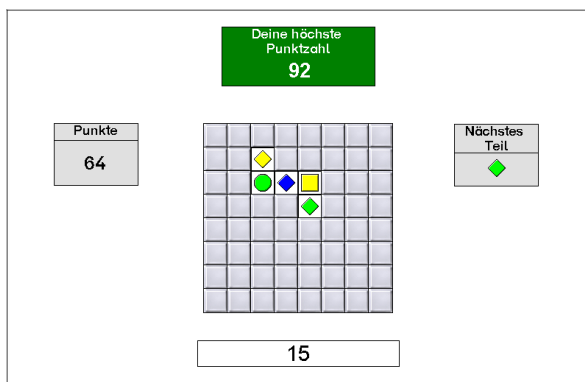 Deine höchste
Punktzahl
92
Punkte
64
Nächstes
Teil
15